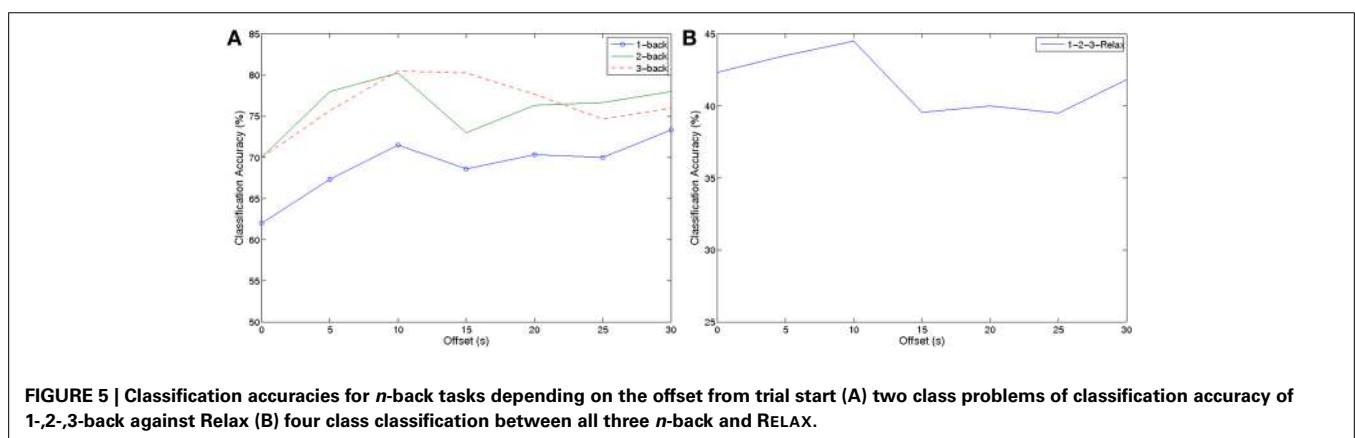 A
B
85
80
75
70
65
60
55
50
Classification Accuracy (%)
0 5 10 15 20 25 30
Offset (s)
1-back
2-back
3-back
45
40
35
30
25
Classification Accuracy (%)
0 5 10 15 20 25 30
Offset (s)
1-2-3-Relax
FIGURE 5 | Classification accuracies for n-back tasks depending on the offset from trial start (A) two class problems of classification accuracy of
1-,2-,3-back against Relax (B) four class classification between all three n-back and RELAX.